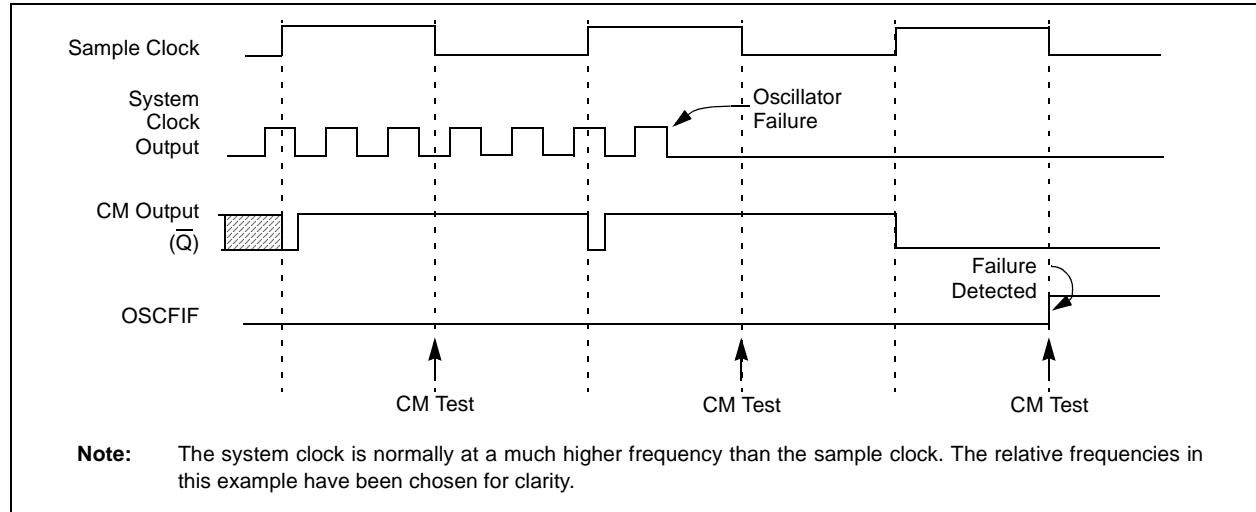 Sample Clock
System
Clock
Output
Oscillator
Failure
CM Output
(Q̅)
Failure
Detected
OSCFIF
CM Test
CM Test
CM Test
Note: The system clock is normally at a much higher frequency than the sample clock. The relative frequencies in
this example have been chosen for clarity.